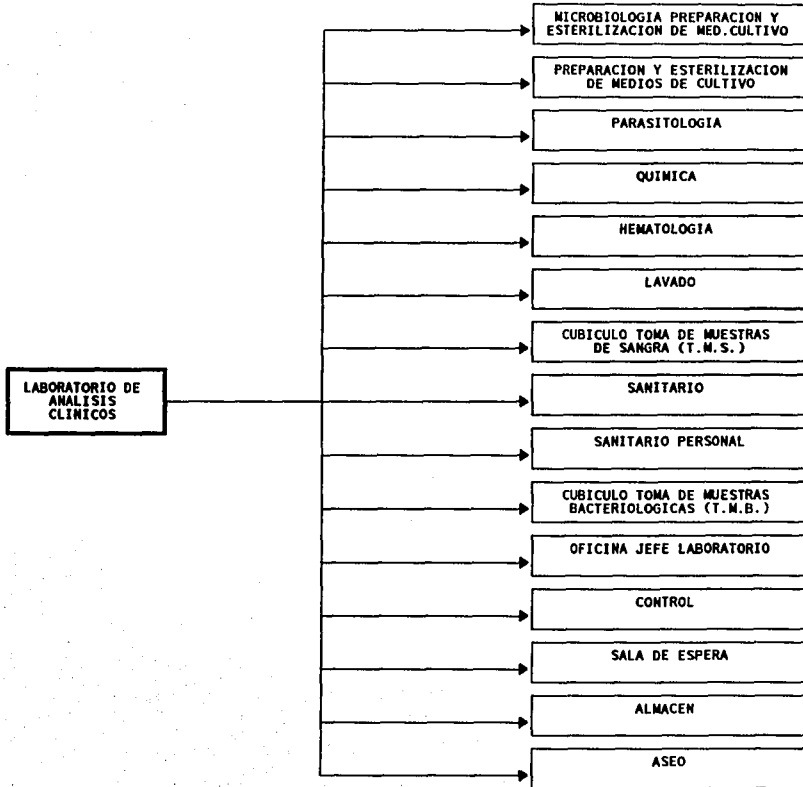 MICROBIOLOGIA PREPARACION Y
ESTERILIZACION DE MED.CULTIVO
PREPARACION Y ESTERILIZACION
DE MEDIOS DE CULTIVO
PARASITOLOGIA
QUIMICA
HEMATOLOGIA
LAVADO
CUBICULO TOMA DE MUESTRAS
DE SANGRA (T.M.S.)
LABORATORIO DE
ANALISIS
CLINICOS
SANITARIO
SANITARIO PERSONAL
CUBICULO TOMA DE MUESTRAS
BACTERIOLOGICAS (T.M.B.)
OFICINA JEFE LABORATORIO
CONTROL
SALA DE ESPERA
ALMACEN
ASEO